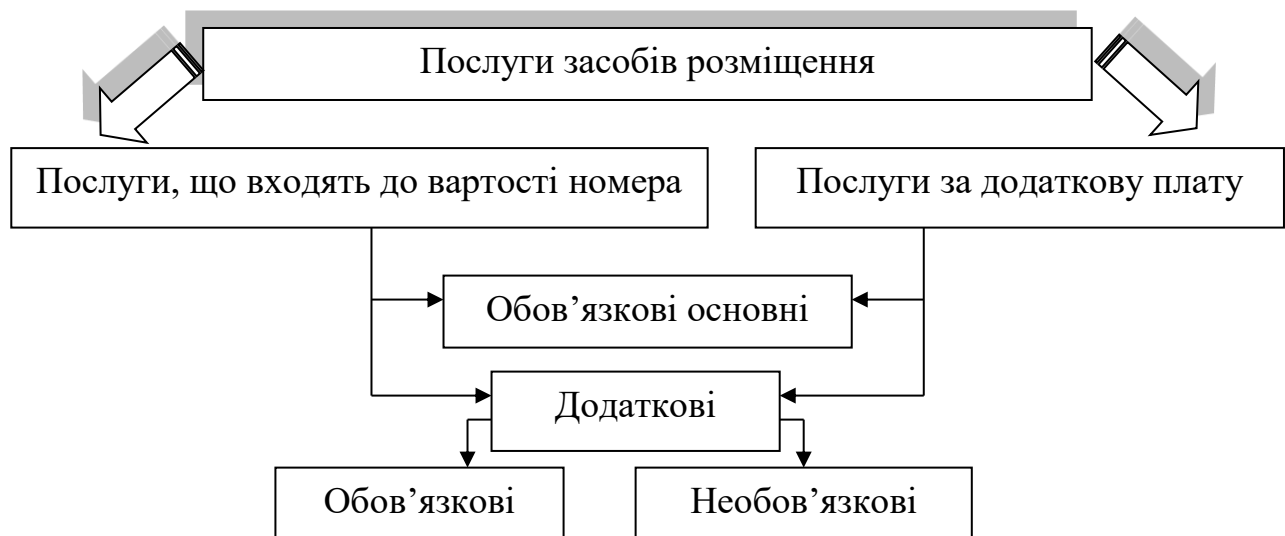 Послуги засобів розміщення
Послуги, що входять до вартості номера
Послуги за додаткову плату
Обов’язкові основні
Додаткові
Обов’язкові
Необов’язкові